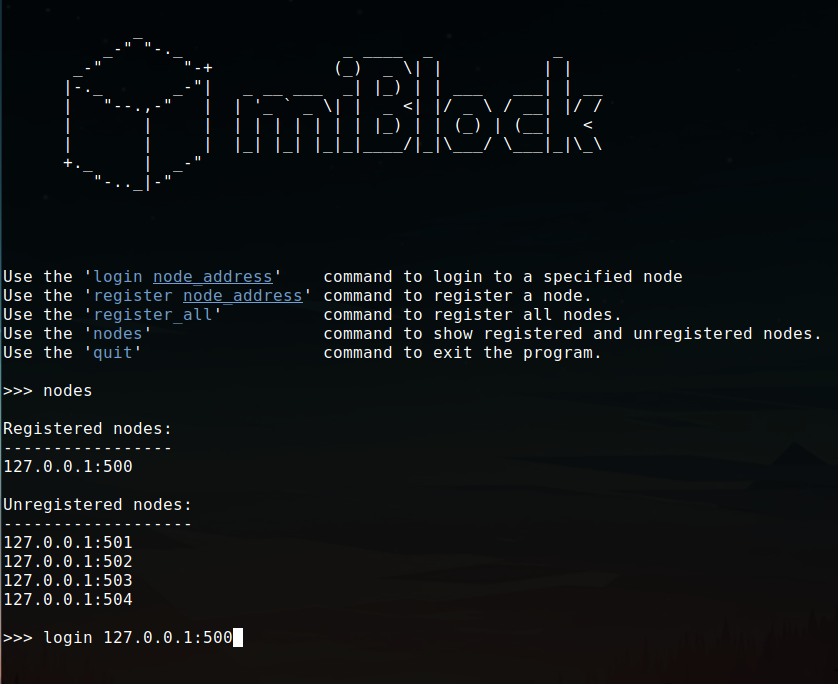 miBlock
Use the 'login node_address' command to login to a specified node
Use the 'register node_address' command to register a node.
Use the 'register_all' command to register all nodes.
Use the 'nodes' command to show registered and unregistered nodes.
Use the 'quit' command to exit the program.
>>> nodes
Registered nodes:
-----------------
127.0.0.1:500
Unregistered nodes:
-------------------
127.0.0.1:501
127.0.0.1:502
127.0.0.1:503
127.0.0.1:504
>>> login 127.0.0.1:500